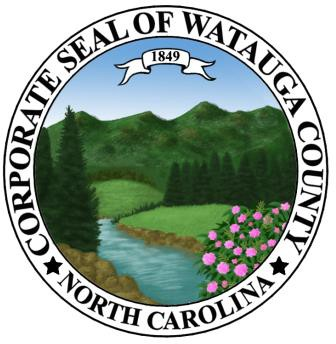 CORPORATE SEAL OF WATAUGA COUNTY
1849
NORTH CAROLINA